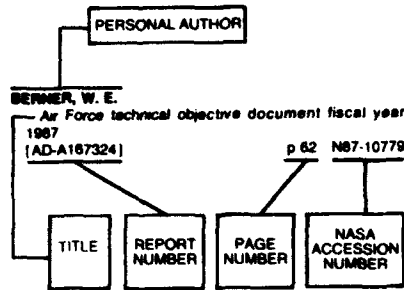 PERSONAL AUTHOR
BERNER, W. E.
Air Force technical objective document fiscal year
1987
[AD-A167324] p 62 N87-10779
TITLE
REPORT
NUMBER
PAGE
NUMBER
NASA
ACCESSION
NUMBER